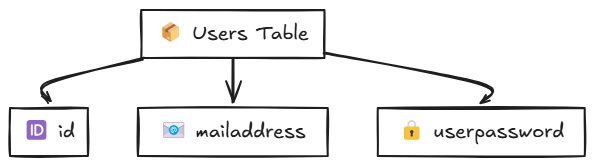 📦 Users Table
🆔 id
📧 mailaddress
🔒 userpassword